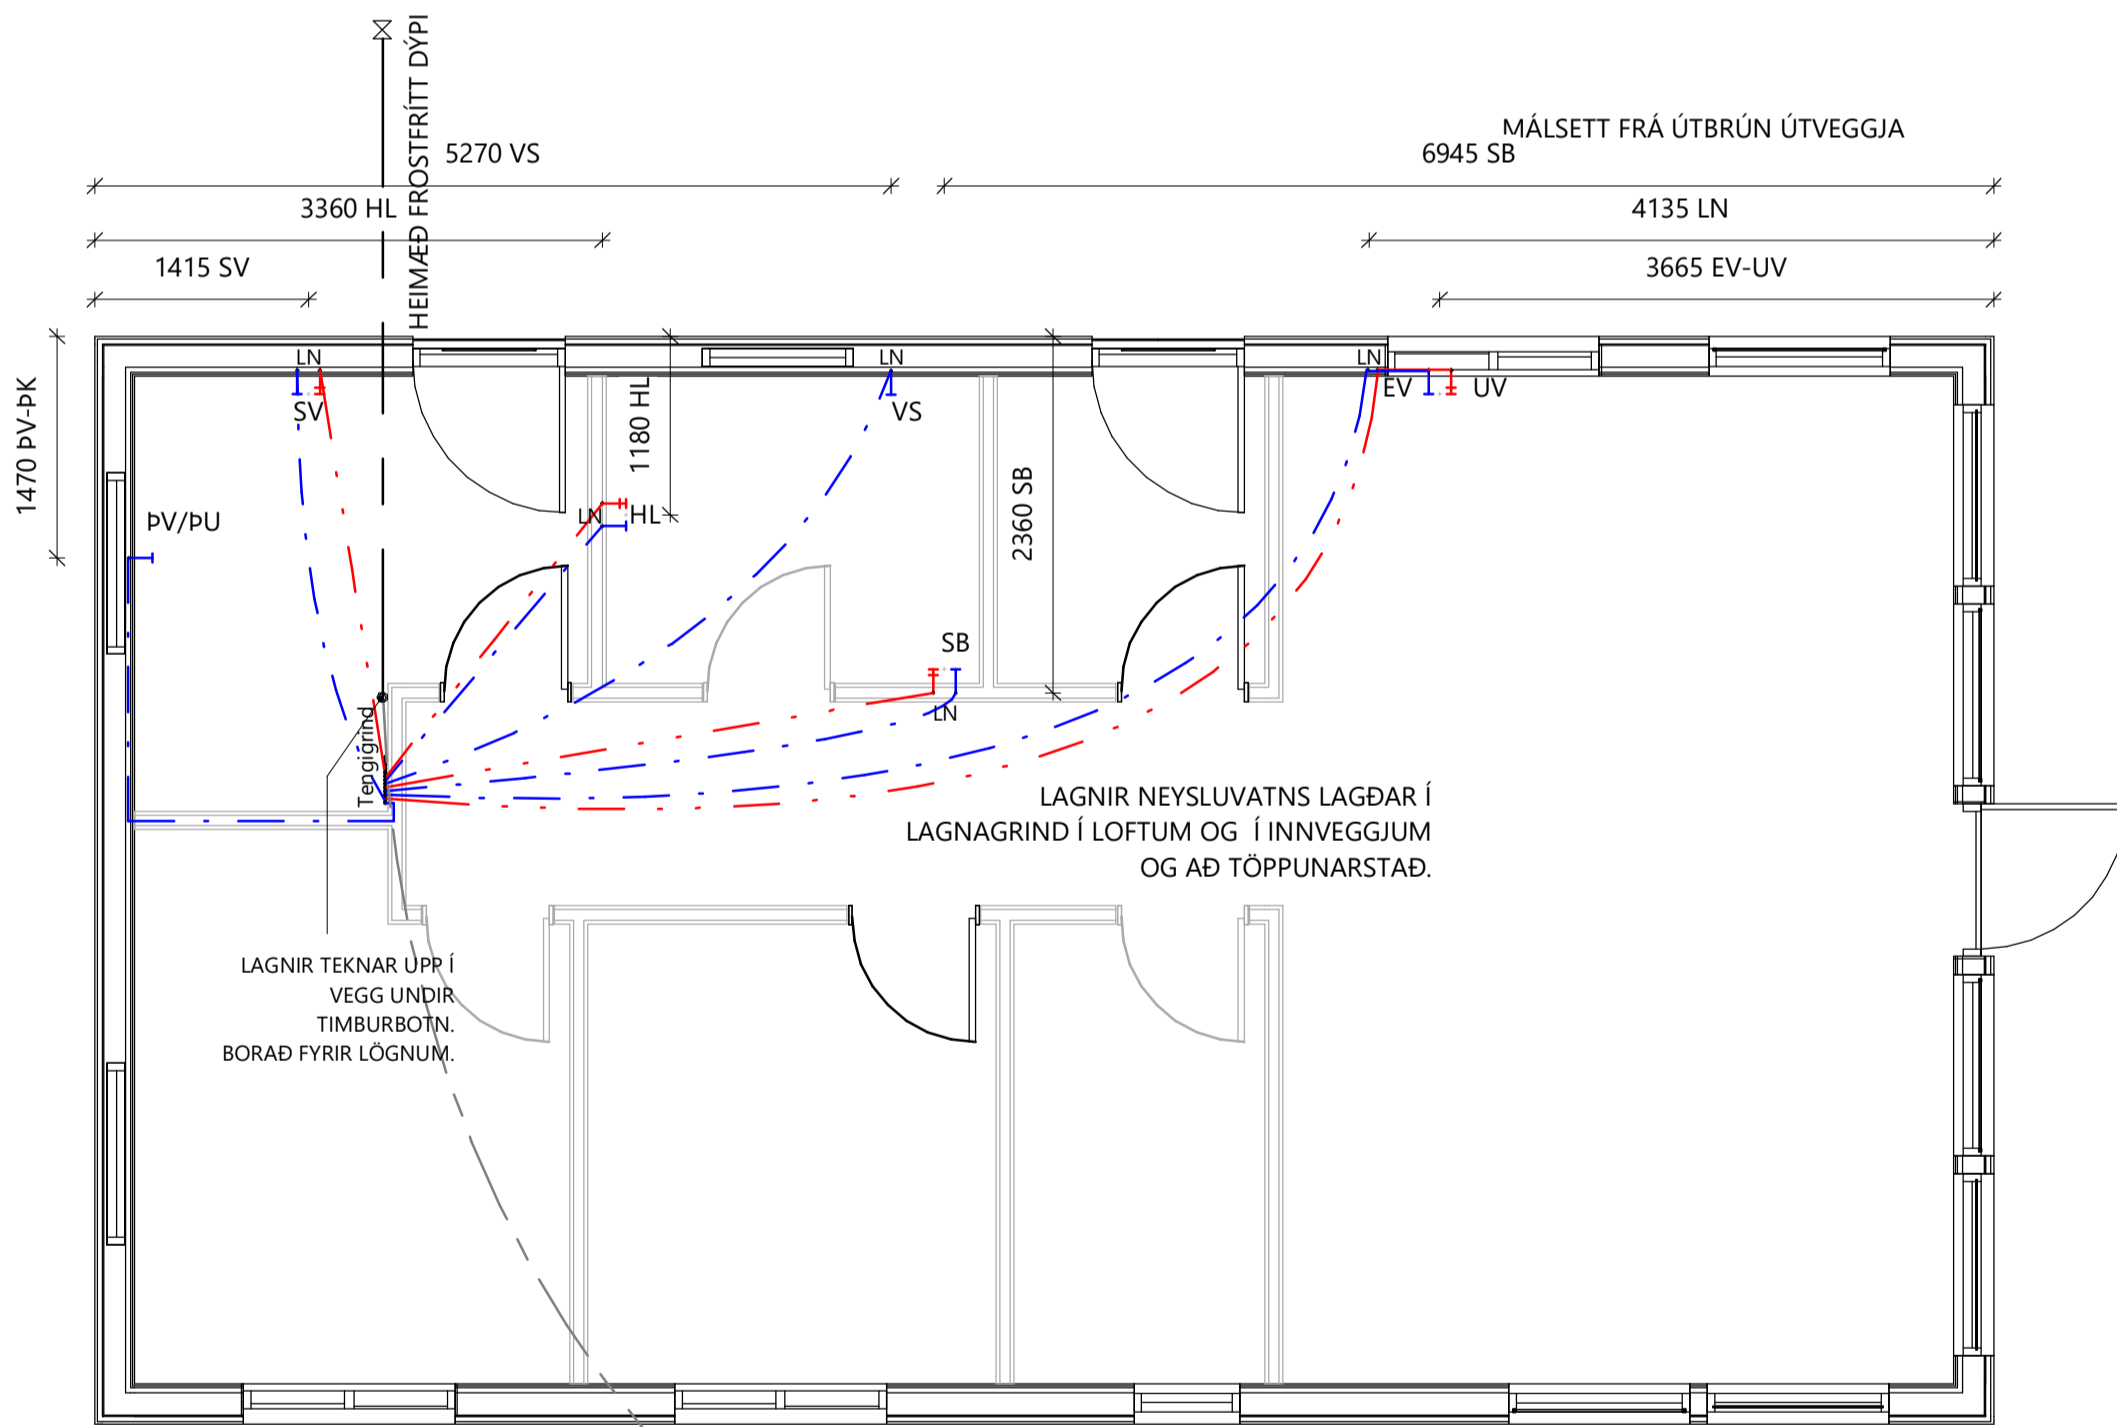 HEIMÆÐ FROSTFRÍTT DÝPI
MÁLSETT FRÁ ÚTBRÚN ÚTVEGGJA
5270 VS
6945 SB
3360 HL
4135 LN
1415 SV
3665 EV-UV
LN
LN
LN
SV
VS
EV
UV
1470 ÞV-ÞK
1180 HL
2360 SB
ÞV/ÞU
LN
HL
SB
LN
Tengigrind
LAGNIR NEYSLUVATNS LAGÐAR Í
LAGNAGRIND Í LOFTUM OG Í INNVEGGJUM
OG AÐ TÖPPUNARSTAÐ.
LAGNIR TEKNAR UPP Í
VEGG UNDIR
TIMBURBOTN.
BORAÐ FYRIR LÖGNUM.